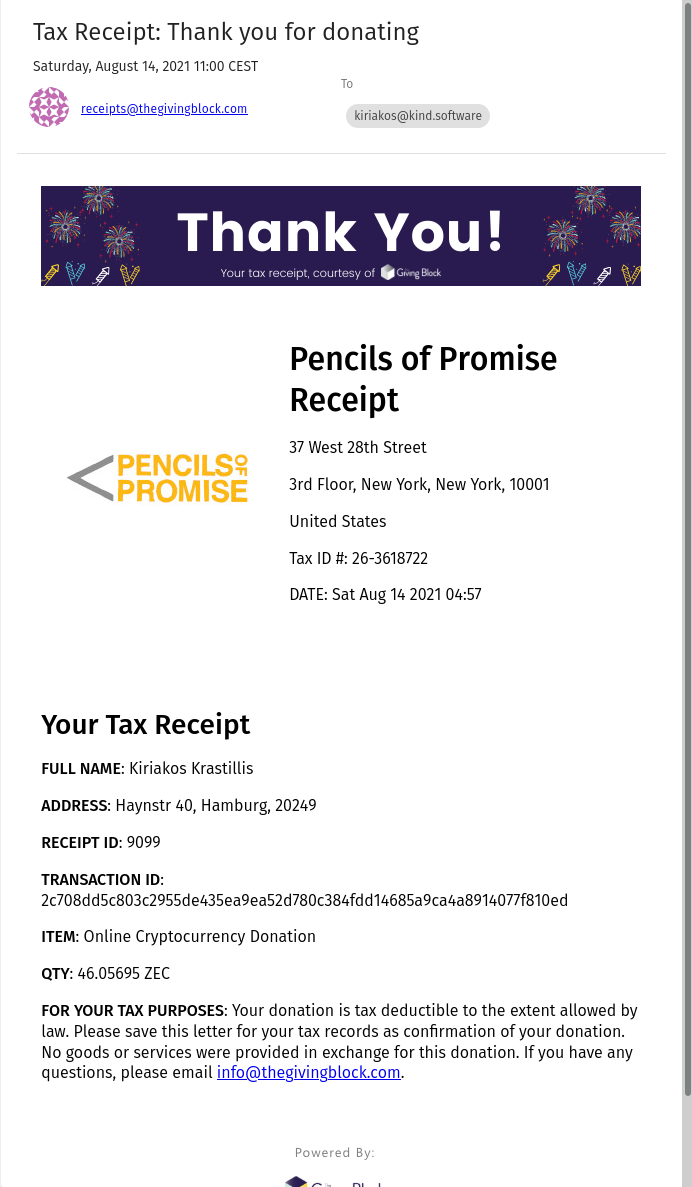 Tax Receipt: Thank you for donating
Saturday, August 14, 2021 11:00 CEST
To
receipts@thegivingblock.com
kiriakos@kind.software
Thank You!
Your tax receipt, courtesy of Giving Block
Pencils of Promise
Receipt
PENCILS OF
PROMISE
37 West 28th Street
3rd Floor, New York, New York, 10001
United States
Tax ID #: 26-3618722
DATE: Sat Aug 14 2021 04:57
Your Tax Receipt
FULL NAME: Kiriakos Krastillis
ADDRESS: Haynstr 40, Hamburg, 20249
RECEIPT ID: 9099
TRANSACTION ID:
2c708dd5c803c2955de435ea9ea52d780c384fdd14685a9ca4a8914077f810ed
ITEM: Online Cryptocurrency Donation
QTY: 46.05695 ZEC
FOR YOUR TAX PURPOSES: Your donation is tax deductible to the extent allowed by
law. Please save this letter for your tax records as confirmation of your donation.
No goods or services were provided in exchange for this donation. If you have any
questions, please email info@thegivingblock.com.
Powered By: